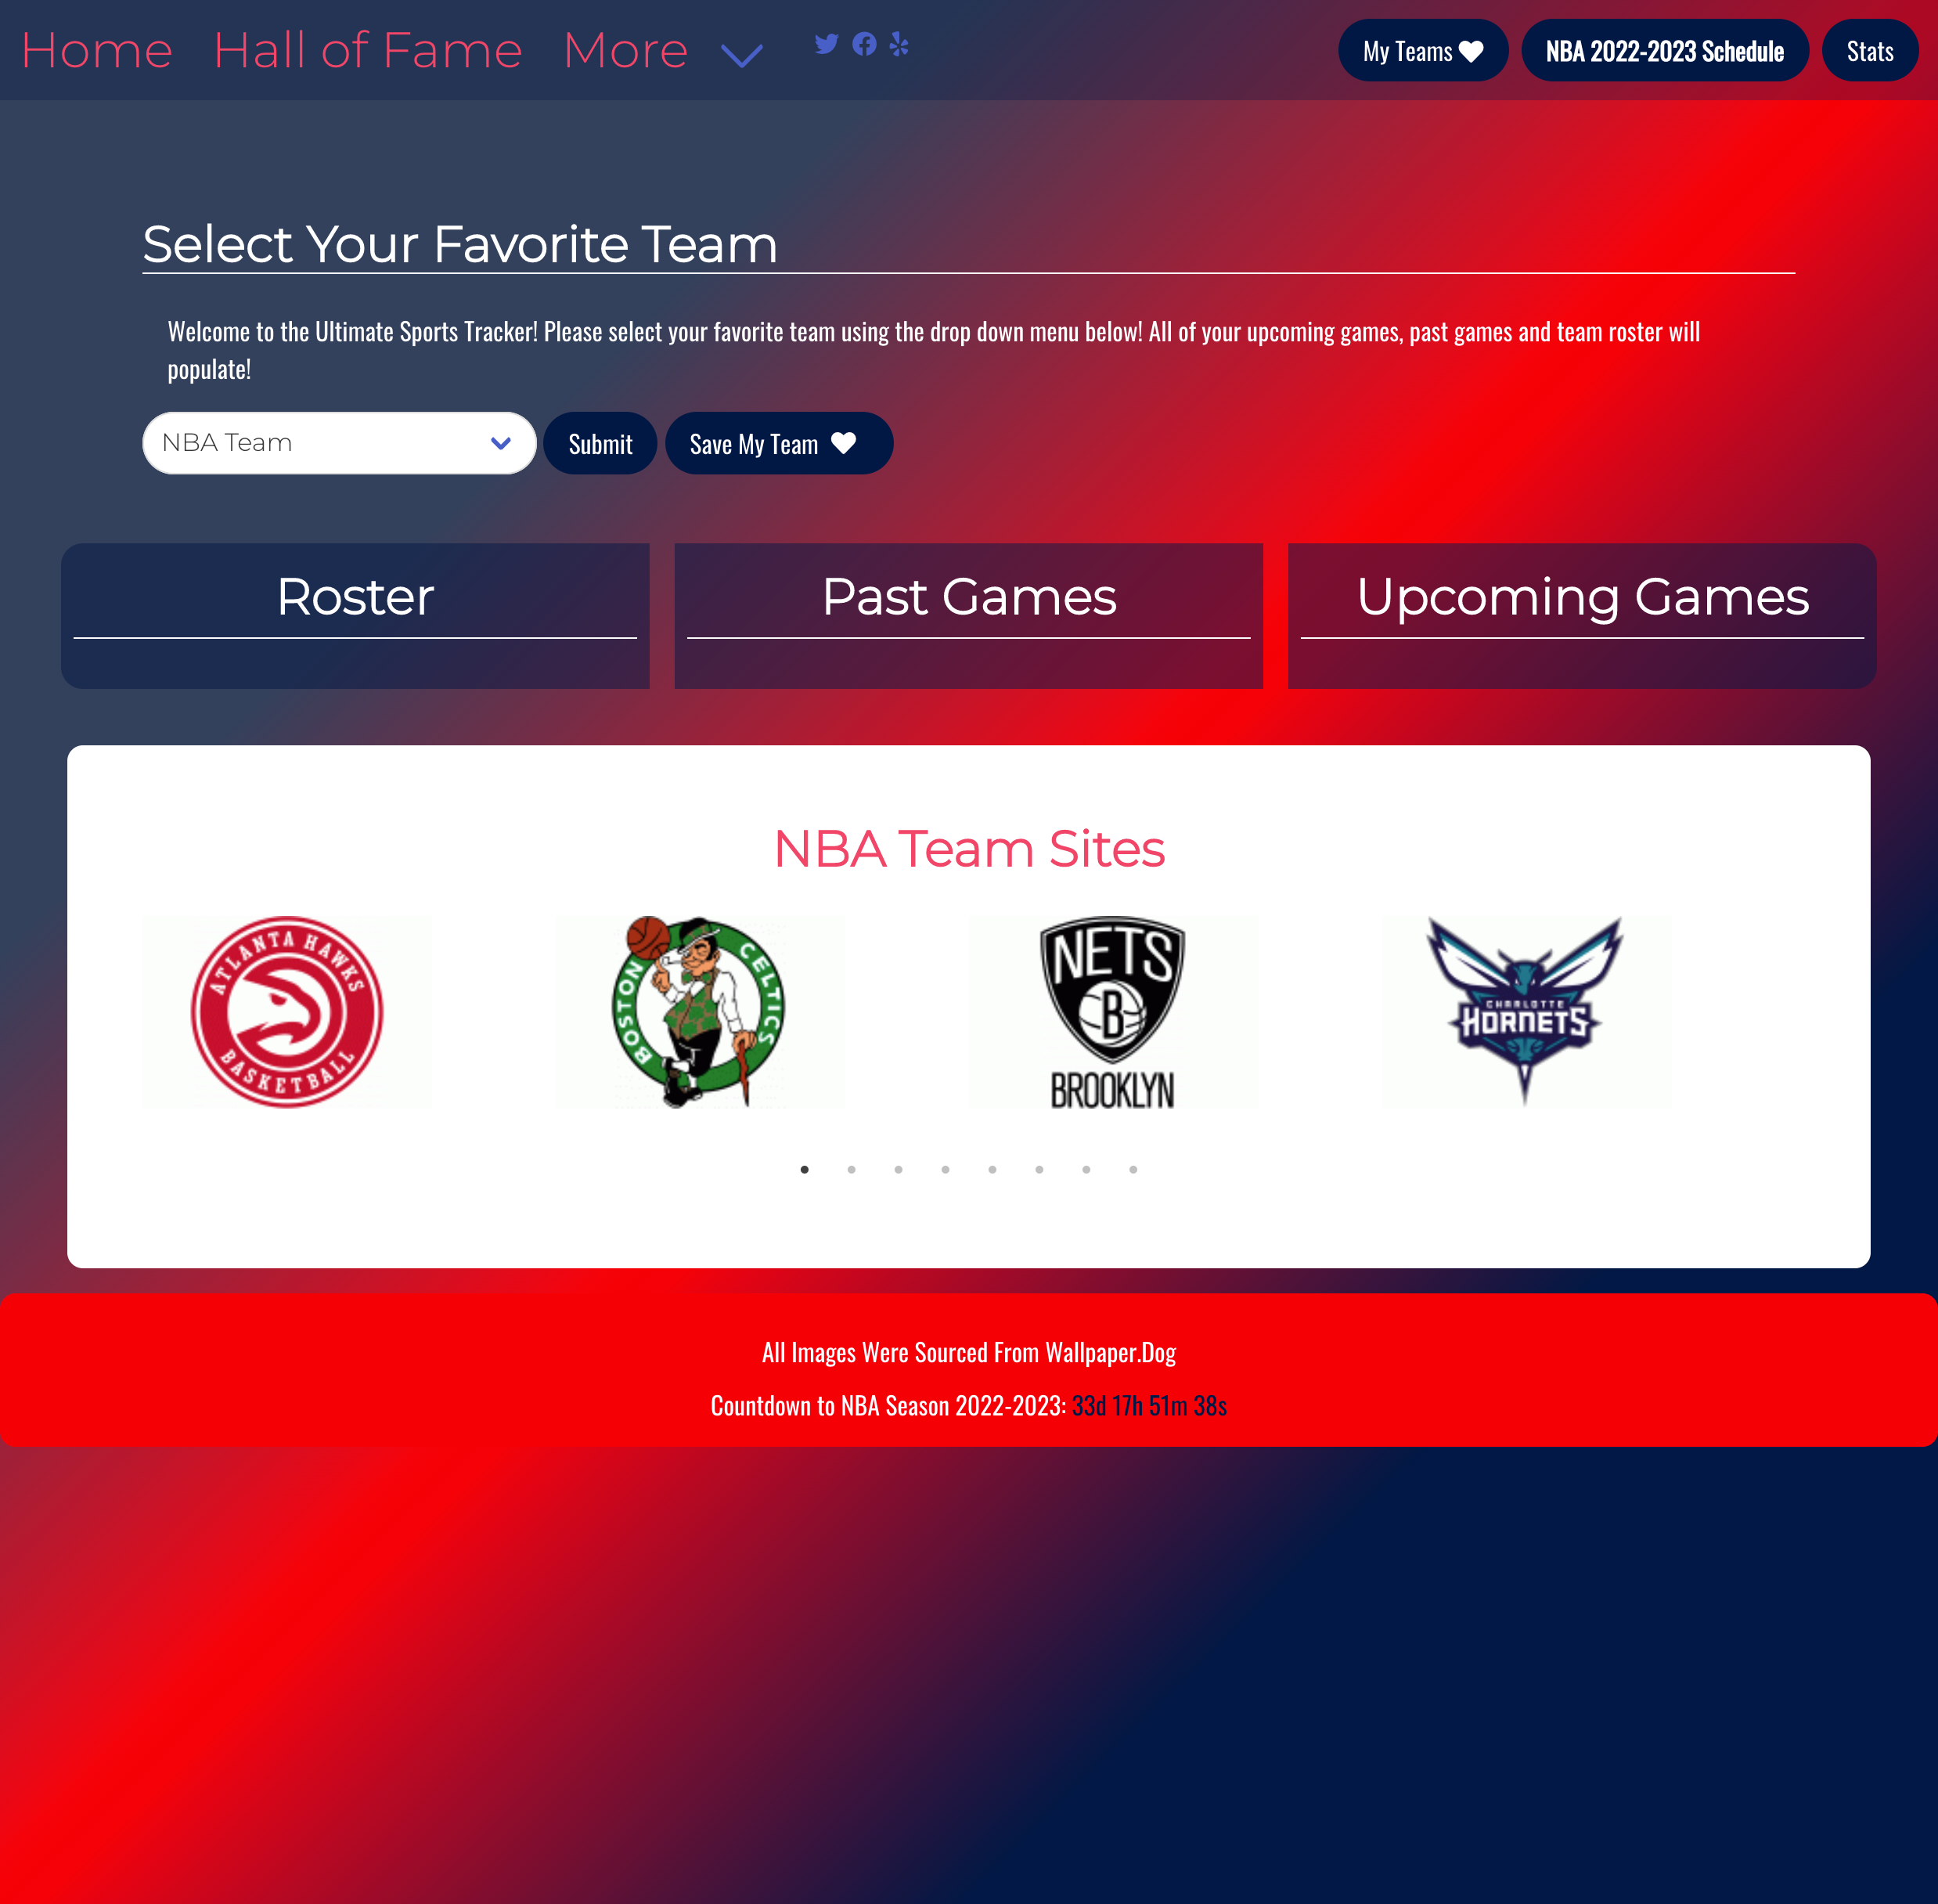 Home Hall of Fame More My Teams NBA 2022-2023 Schedule Stats
Select Your Favorite Team
Welcome to the Ultimate Sports Tracker! Please select your favorite team using the drop down menu below! All of your upcoming games, past games and team roster will
populate!
NBA Team Submit Save My Team
Roster Past Games Upcoming Games
NBA Team Sites
ATLANTA HAWKS
BASKETBALL
BOSTON CELTICS
NETS
B
BROOKLYN
CHARLOTTE
HORNETS
All Images Were Sourced From Wallpaper.Dog
Countdown to NBA Season 2022-2023: 33d 17h 51m 38s